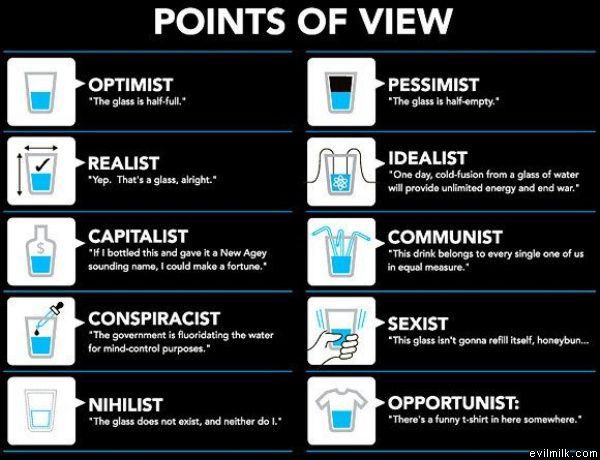 POINTS OF VIEW
OPTIMIST
"The glass is half-full."
PESSIMIST
"The glass is half-empty."
REALIST
"Yep. That's a glass, alright."
IDEALIST
"One day, cold-fusion from a glass of water
will provide unlimited energy and end war."
CAPITALIST
"If I bottled this and gave it a New Agey
sounding name, I could make a fortune."
$
COMMUNIST
"This drink belongs to every single one of us
in equal measure."
CONSPIRACIST
"The government is fluoridating the water
for mind-control purposes."
SEXIST
"This glass isn't gonna refill itself, honeybun...
NIHILIST
"The glass does not exist, and neither do I."
OPPORTUNIST:
"There's a funny t-shirt in here somewhere."
evilmilk.com